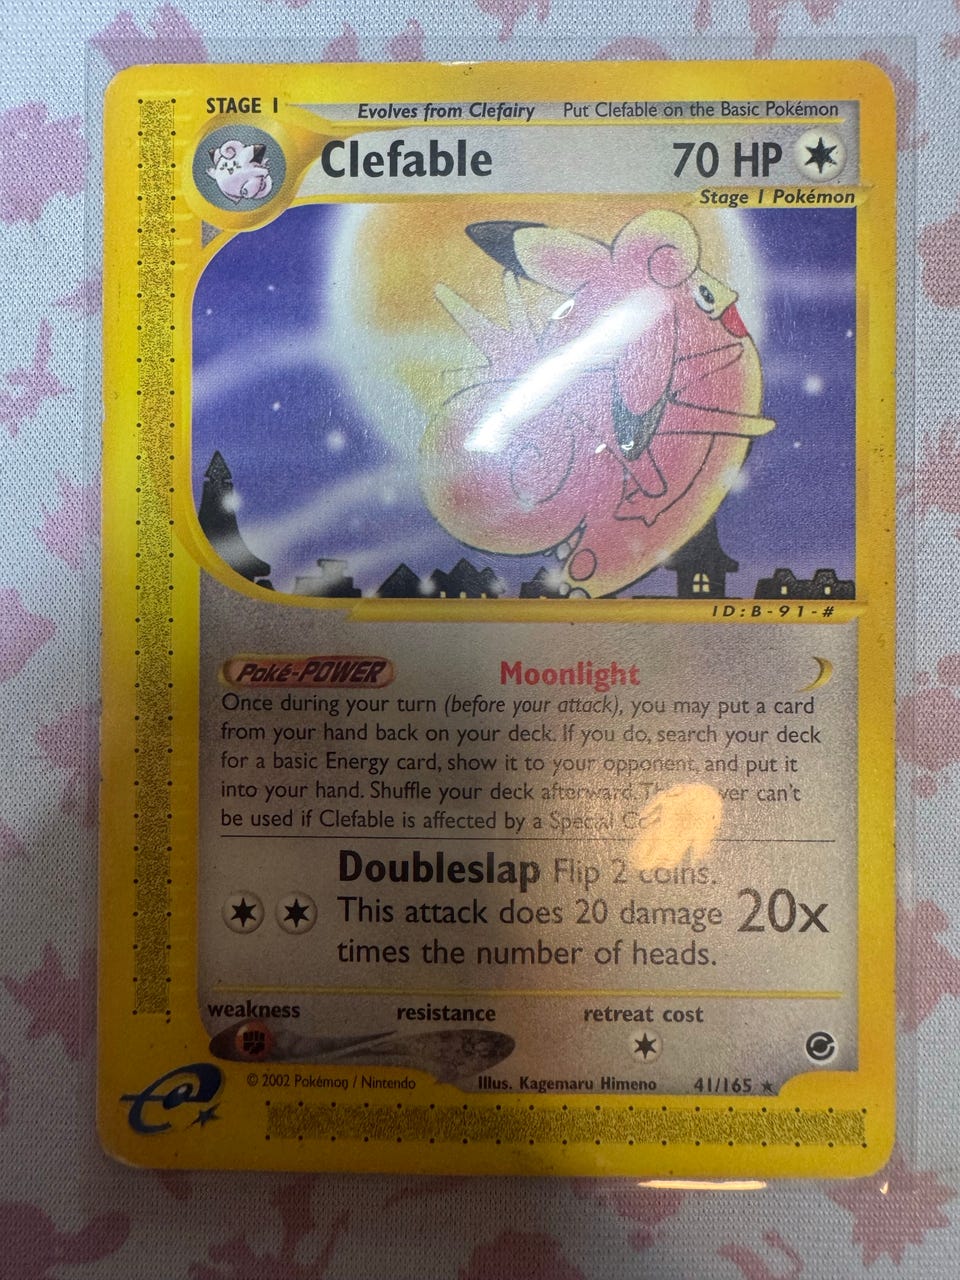 STAGE 1 Evolves from Clefairy Put Clefable on the Basic Pokémon
Clefable 70 HP
Stage 1 Pokémon
ID:B-91-#
Poké-POWER Moonlight
Once during your turn (before your attack), you may put a card
from your hand back on your deck. If you do, search your deck
for a basic Energy card, show it to your opponent, and put it
into your hand. Shuffle your deck afterward. can't
be used if Clefable is affected by a Special
Doubleslap Flip 2 coins.
This attack does 20 damage 20x
times the number of heads.
weakness resistance retreat cost
© 2002 Pokémon / Nintendo Illus. Kagemaru Himeno 41/165
e